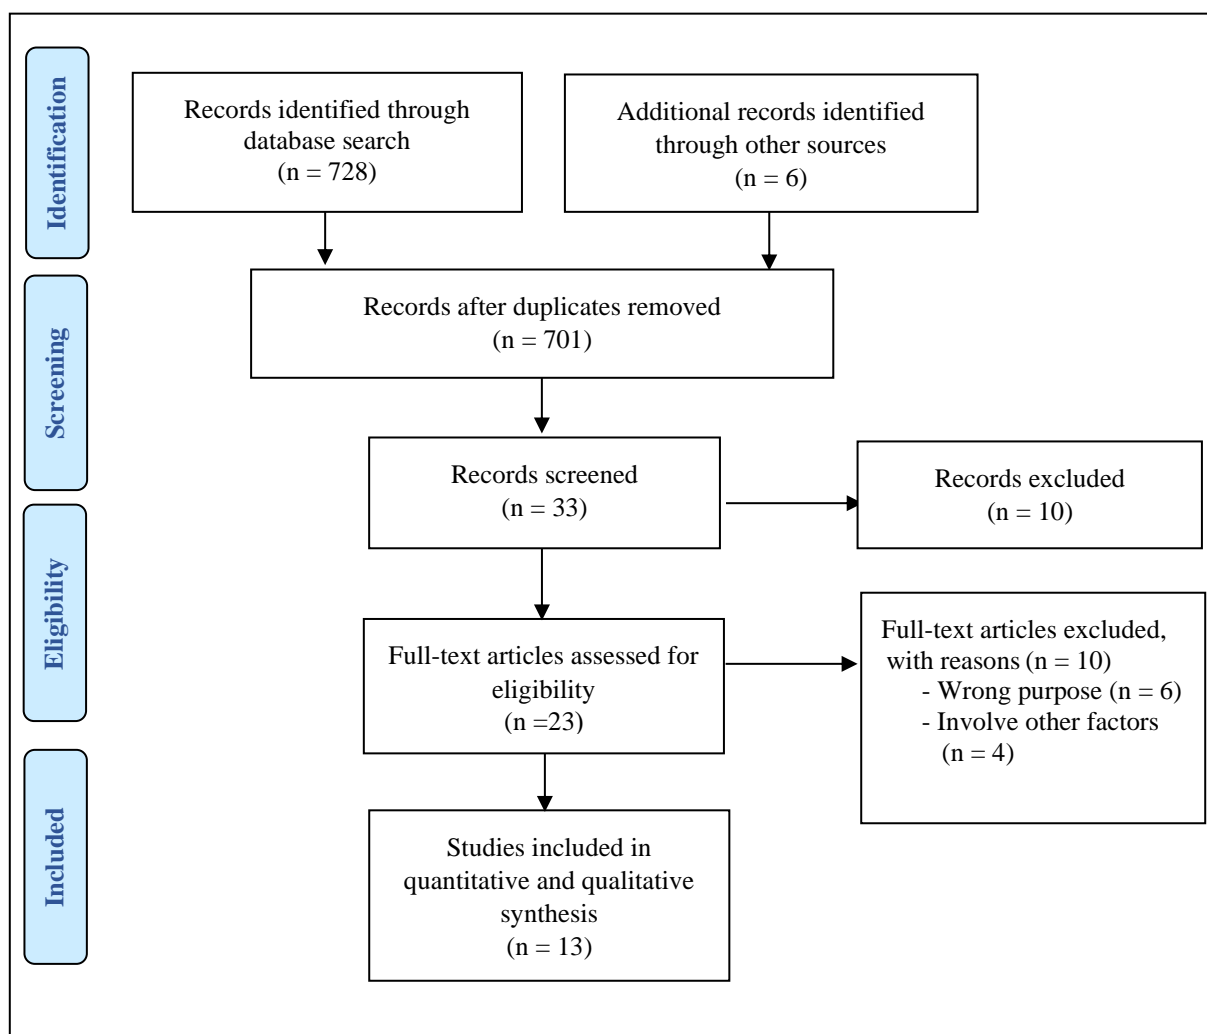 Identification
Records identified through
database search
(n = 728)
Additional records identified
through other sources
(n = 6)
Screening
Records after duplicates removed
(n = 701)
Records screened
(n = 33)
Records excluded
(n = 10)
Eligibility
Full-text articles assessed for
eligibility
(n =23)
Full-text articles excluded,
with reasons (n = 10)
- Wrong purpose (n = 6)
- Involve other factors
(n = 4)
Included
Studies included in
quantitative and qualitative
synthesis
(n = 13)